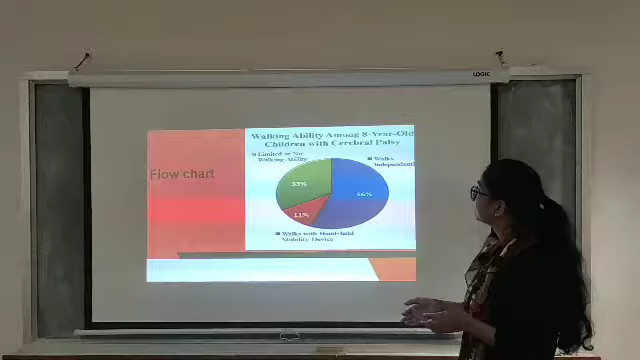 LOGIC
Walking Ability Among 8-Year-Old
Children with Cerebral Palsy
Limited or No
Walking Ability
Walks
Independend
Flow chart
33%
56%
11%
Walks with Hand-held
Mobility Device